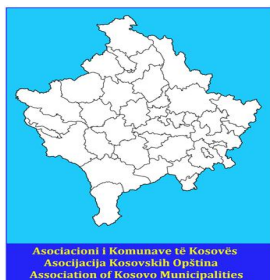 Asociacioni i Komunave të Kosovës
Asocijacija Kosovskih Opština
Association of Kosovo Municipalities